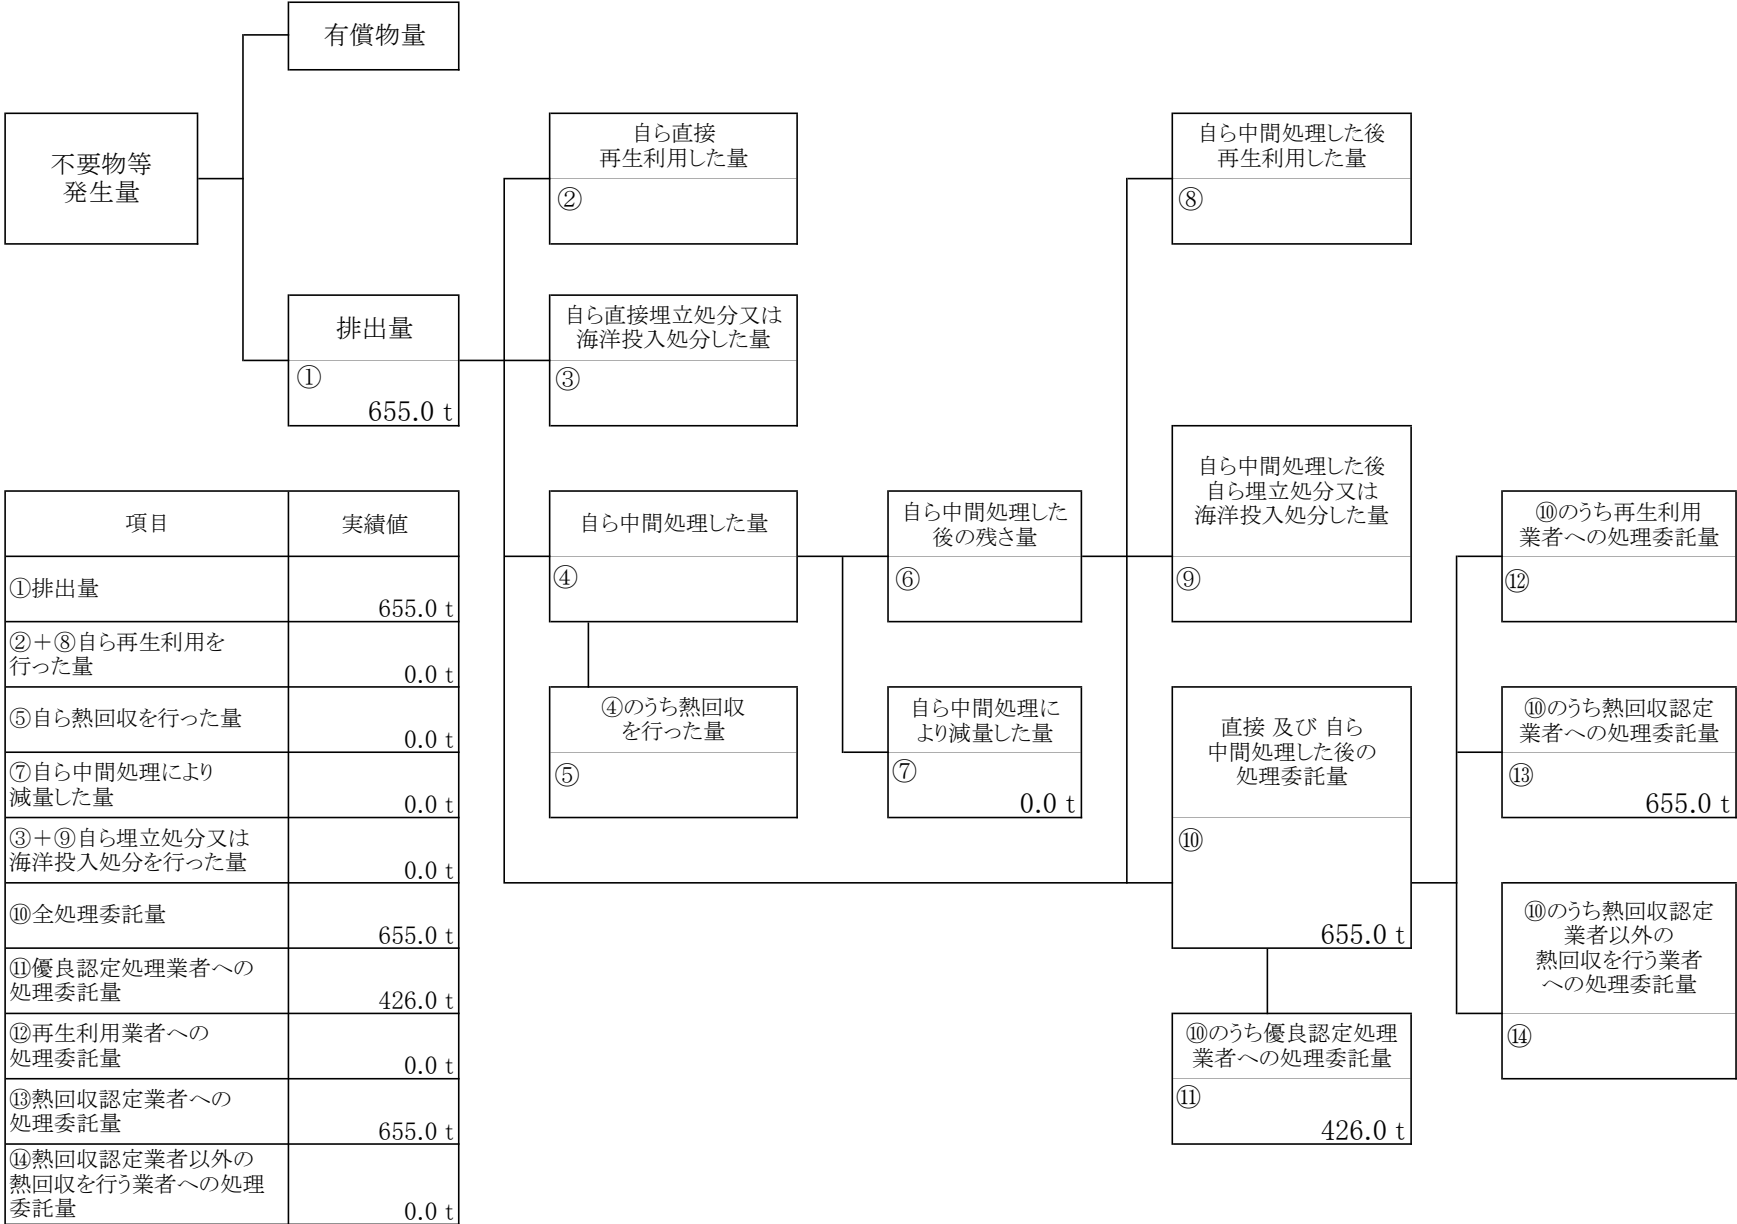 有償物量
不要物等
発生量
排出量
①
655.0 t
自ら直接
再生利用した量
②
自ら直接埋立処分又は
海洋投入処分した量
③
自ら中間処理した量
④
④のうち熱回収
を行った量
⑤
自ら中間処理した
後の残さ量
⑥
自ら中間処理に
より減量した量
⑦
0.0 t
自ら中間処理した後
再生利用した量
⑧
自ら中間処理した後
自ら埋立処分又は
海洋投入処分した量
⑨
直接 及び 自ら
中間処理した後の
処理委託量
⑩
655.0 t
⑩のうち優良認定処理
業者への処理委託量
⑪
426.0 t
⑩のうち再生利用
業者への処理委託量
⑫
⑩のうち熱回収認定
業者への処理委託量
⑬
655.0 t
⑩のうち熱回収認定
業者以外の
熱回収を行う業者
への処理委託量
⑭
項目
実績値
①排出量
655.0 t
②＋⑧自ら再生利用を
行った量
0.0 t
⑤自ら熱回収を行った量
0.0 t
⑦自ら中間処理により
減量した量
0.0 t
③＋⑨自ら埋立処分又は
海洋投入処分を行った量
0.0 t
⑩全処理委託量
655.0 t
⑪優良認定処理業者への
処理委託量
426.0 t
⑫再生利用業者への
処理委託量
0.0 t
⑬熱回収認定業者への
処理委託量
655.0 t
⑭熱回収認定業者以外の
熱回収を行う業者への処理
委託量
0.0 t